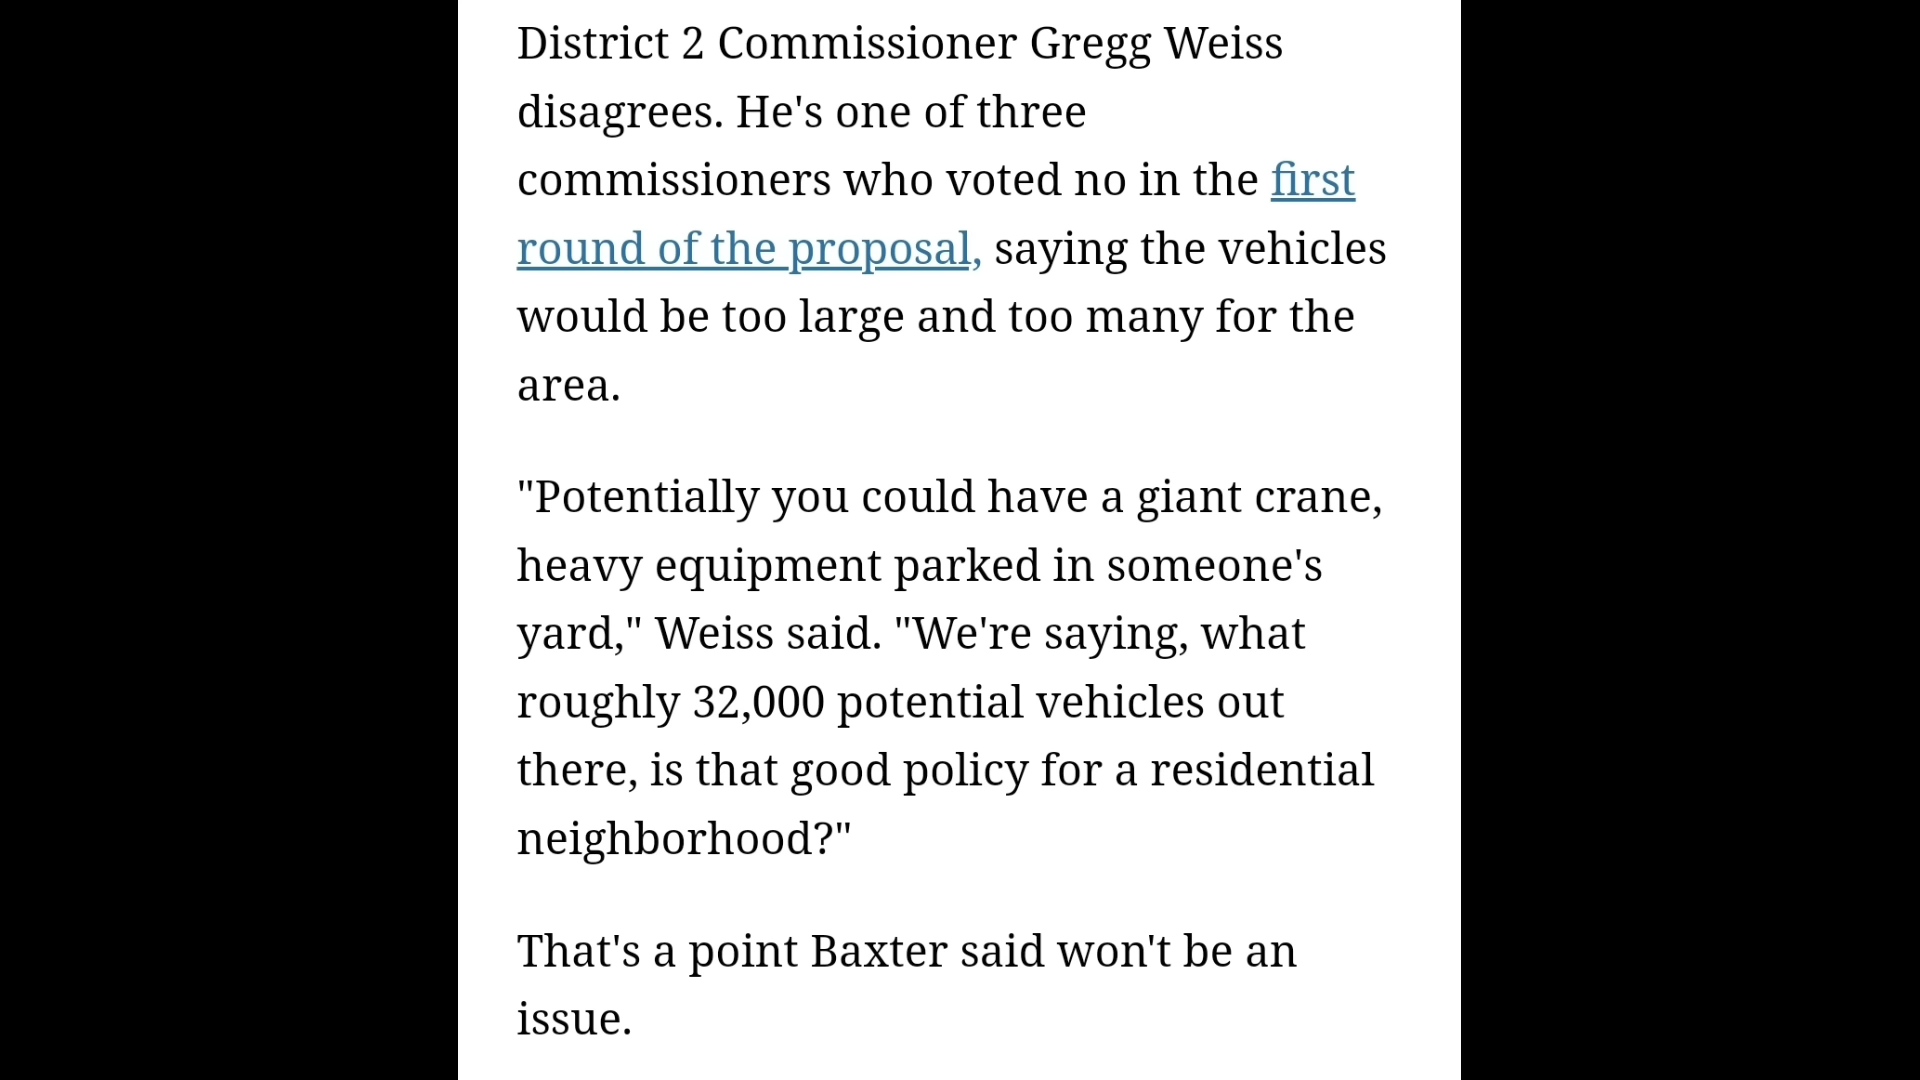 District 2 Commissioner Gregg Weiss
disagrees. He's one of three
commissioners who voted no in the first
round of the proposal, saying the vehicles
would be too large and too many for the
area.
"Potentially you could have a giant crane,
heavy equipment parked in someone's
yard," Weiss said. "We're saying, what
roughly 32,000 potential vehicles out
there, is that good policy for a residential
neighborhood?"
That's a point Baxter said won't be an
issue.